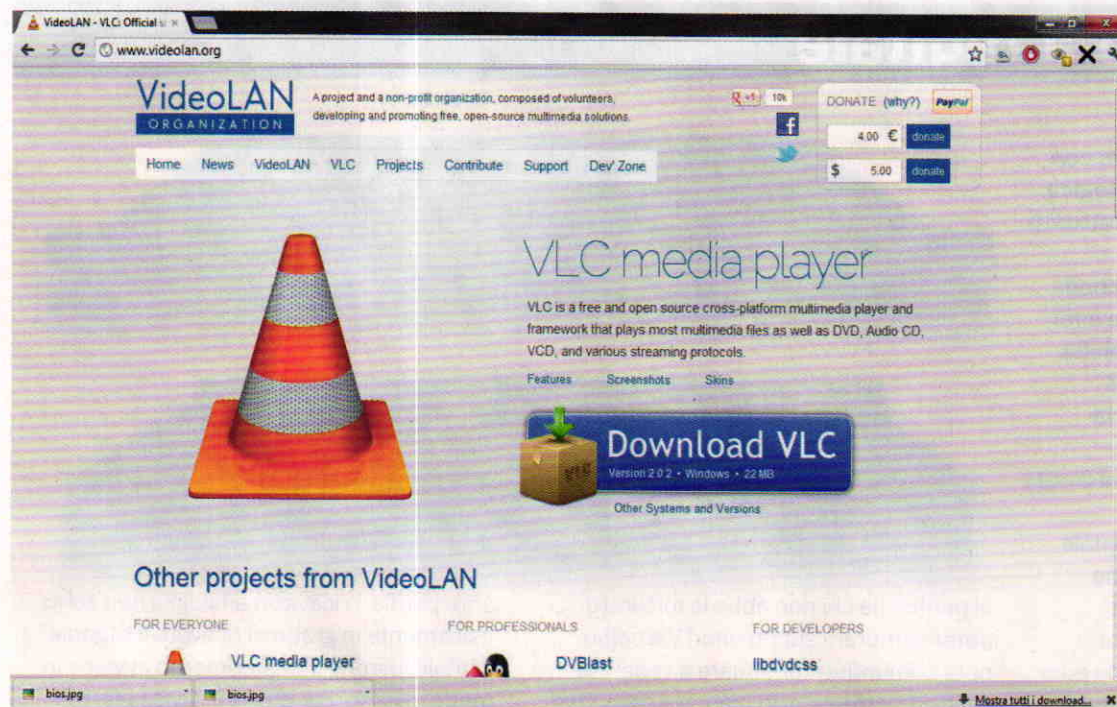 VideoLAN - VLC: Official s
www.videolan.org
VideoLAN
ORGANIZATION
A project and a non-profit organization, composed of volunteers,
developing and promoting free, open-source multimedia solutions.
+1 10k
DONATE (why?) PayPal
4.00 € donate
$ 5.00 donate
Home News VideoLAN VLC Projects Contribute Support Dev' Zone
VLC media player
VLC is a free and open source cross-platform multimedia player and
framework that plays most multimedia files as well as DVD, Audio CD,
VCD, and various streaming protocols.
Features Screenshots Skins
VLC
Download VLC
Version 2.0.2 • Windows • 22 MB
Other Systems and Versions
Other projects from VideoLAN
FOR EVERYONE FOR PROFESSIONALS FOR DEVELOPERS
VLC media player DVBlast libdvdcss
bios.jpg bios.jpg Mostra tutti i download...